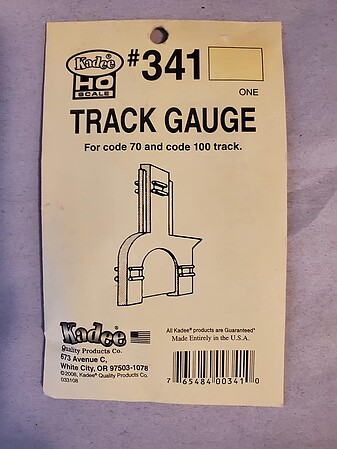 Kadee
HO
SCALE
#341
ONE
TRACK GAUGE
For code 70 and code 100 track.
Kadee®
Quality Products Co.
673 Avenue C,
White City, OR 97503-1078
©2008, Kadee® Quality Products Co.
033108
All Kadee® products are Guaranteed*
Made Entirely in the U.S.A.
7 65484 00341 0